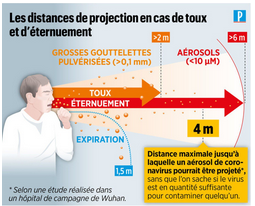 Les distances de projection en cas de toux
et d'éternuement
P
GROSSES GOUTTELETTES
PULVÉRISÉES (>0,1 mm)
>2 m
AÉROSOLS
(<10 µM)
>6 m
TOUX
ÉTERNUEMENT
EXPIRATION
1,5 m
4 m
Distance maximale jusqu'à
laquelle un aérosol de coro-
navirus pourrait être projeté*,
sans que l'on sache si le virus
est en quantité suffisante
pour contaminer quelqu'un.
* Selon une étude réalisée dans
un hôpital de campagne de Wuhan.